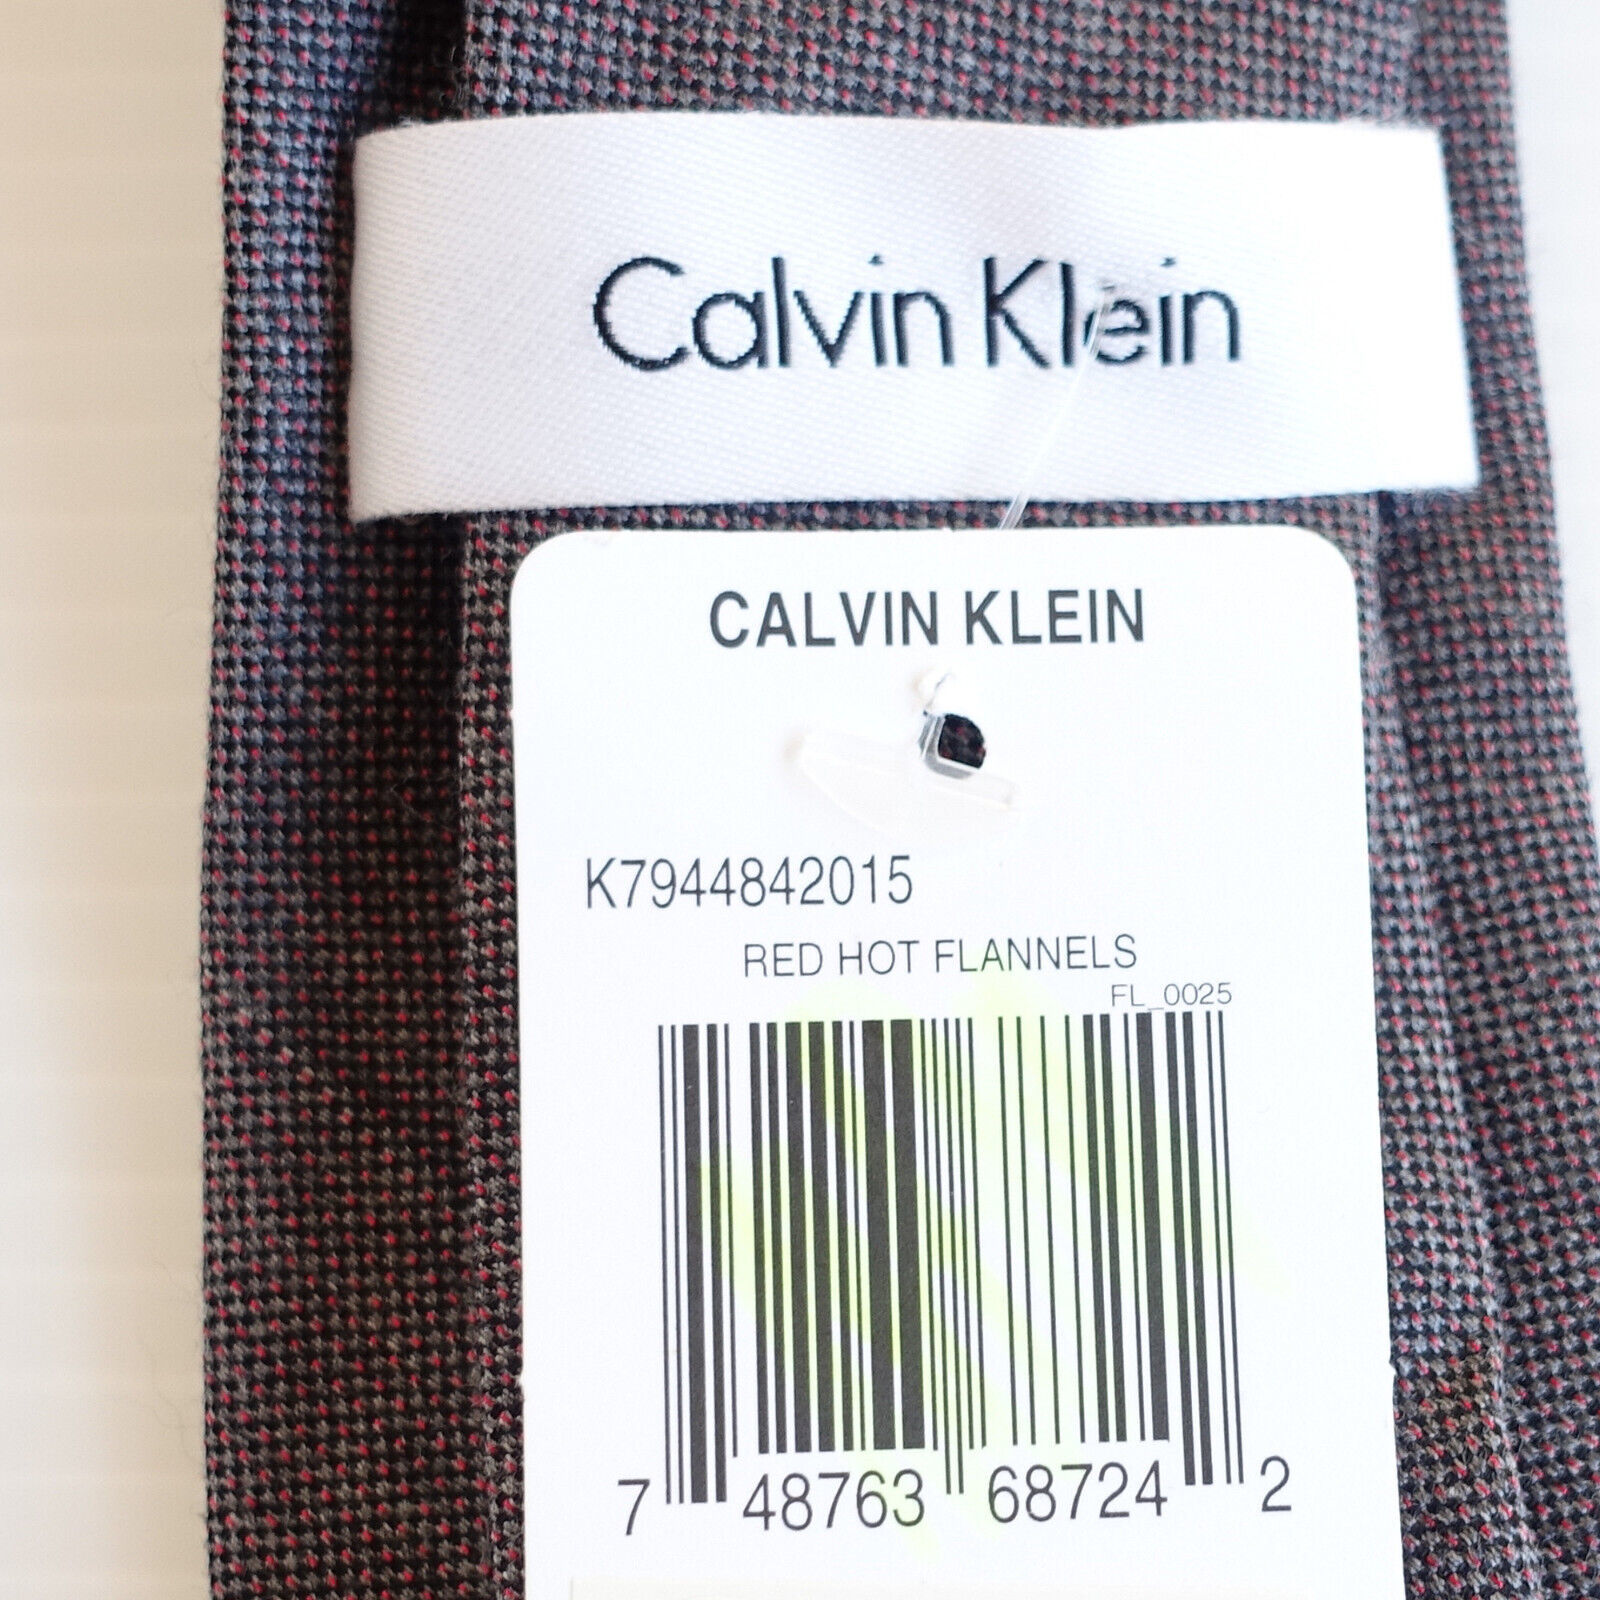 Calvin Klein
CALVIN KLEIN
K7944842015
RED HOT FLANNELS
FL_0025
7 48763 68724 2